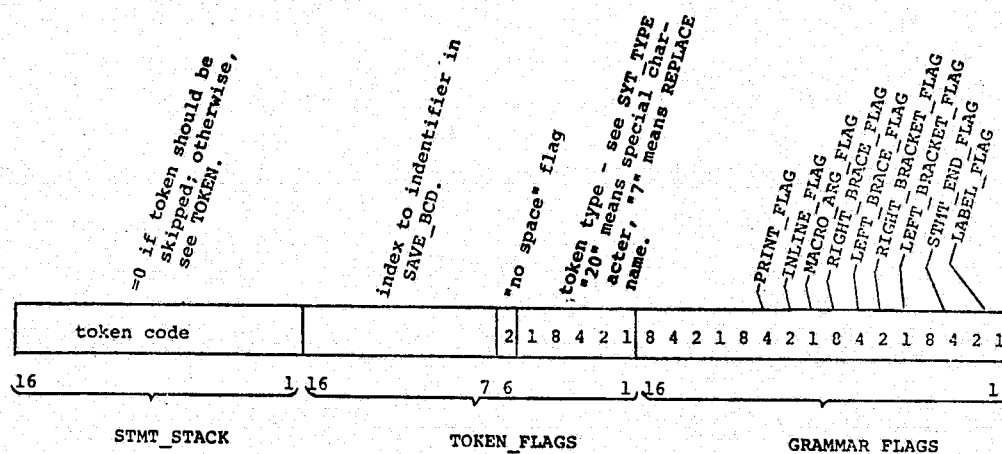 =0 if token should be
skipped; otherwise,
see TOKEN.
index to indentifier in
SAVE_BCD.
"no space" flag
token type - see SYT_TYPE
"20" means special char-
acter, "7" means REPLACE
name.
PRINT_FLAG
INLINE_FLAG
MACRO_ARG_FLAG
RIGHT_BRACE_FLAG
LEFT_BRACE_FLAG
RIGHT_BRACKET_FLAG
LEFT_BRACKET_FLAG
STMT_END_FLAG
LABEL_FLAG
token code
2 1 8 4 2 1 8 4 2 1 8 4 2 1 8 4 2 1 8 4 2 1
16 1 16 7 6 1 16 1
STMT_STACK
TOKEN_FLAGS
GRAMMAR FLAGS